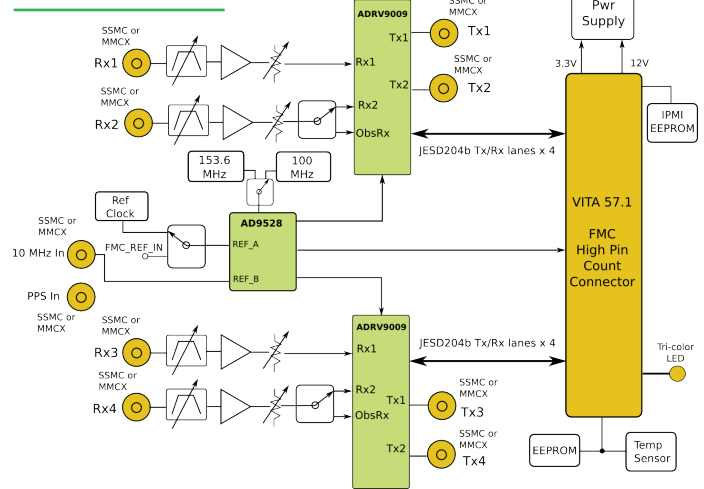 ADRV9009
SSMC or
MMCX
Tx1
Tx1
SSMC or
MMCX
Rx1
Rx1
SSMC or
MMCX
Tx2
Tx2
SSMC or
MMCX
Rx2
Rx2
ObsRx
JESD204b Tx/Rx lanes x 4
Pwr
Supply
3.3V
12V
IPMI
EEPROM
153.6
MHz
100
MHz
Ref
Clock
AD9528
REF_A
REF_B
FMC_REF_IN
SSMC or
MMCX
10 MHz In
PPS In
SSMC or
MMCX
VITA 57.1
FMC
High Pin
Count
Connector
ADRV9009
SSMC or
MMCX
Rx3
Rx1
JESD204b Tx/Rx lanes x 4
Tri-color
LED
SSMC or
MMCX
Rx4
Rx2
ObsRx
Tx1
SSMC or
MMCX
Tx3
Tx2
SSMC or
MMCX
Tx4
EEPROM
Temp
Sensor